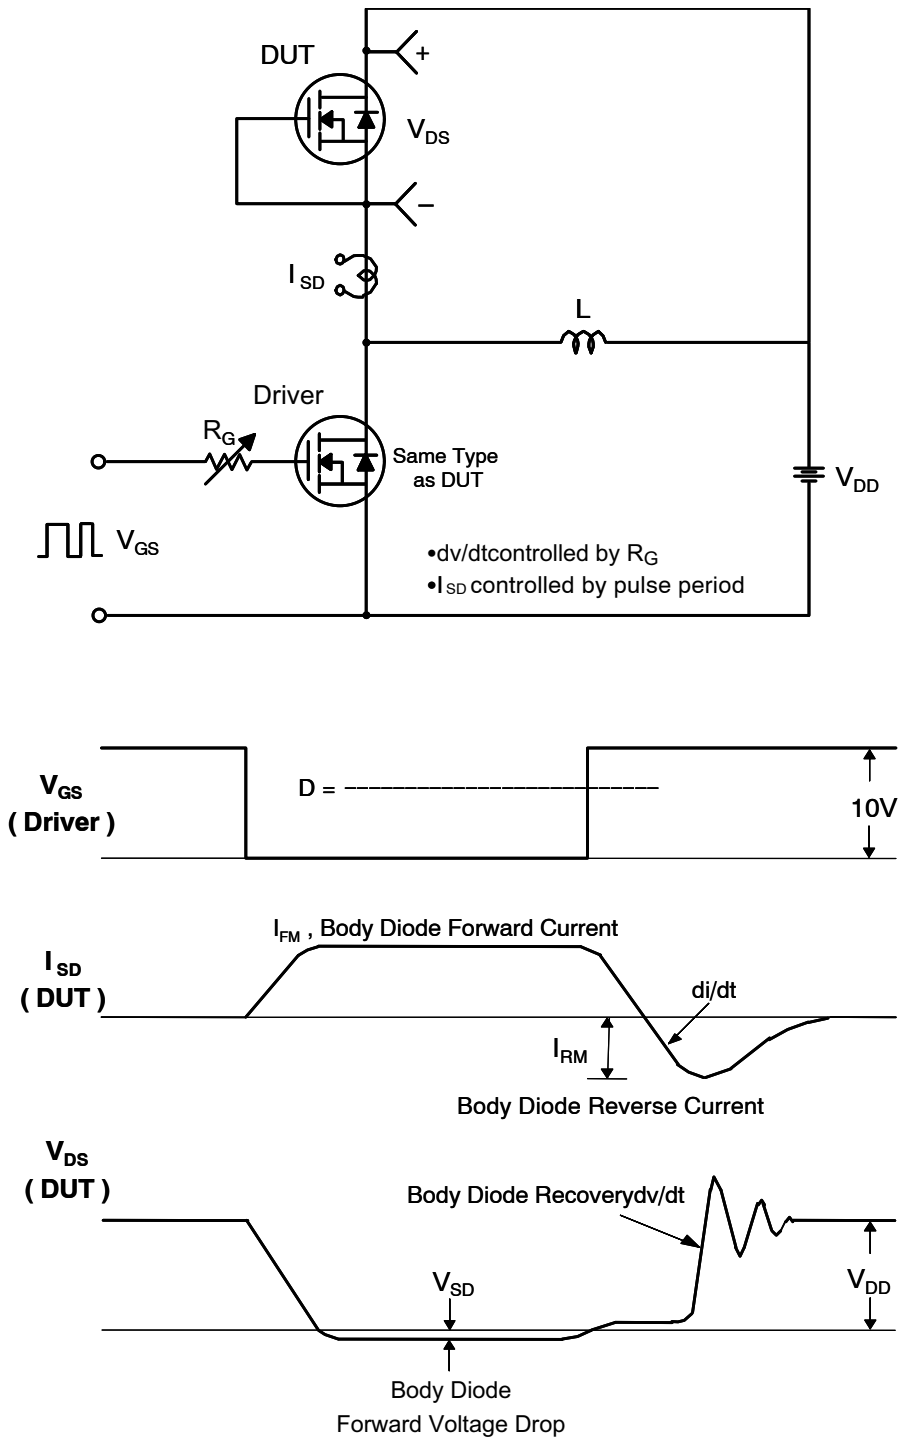 DUT
+
V_DS
−
I_SD
L
Driver
R_G
Same Type
as DUT
V_DD
V_GS
•dv/dtcontrolled by R_G
•I_SD controlled by pulse period
V_GS
( Driver )
D =
10V
I_FM , Body Diode Forward Current
I_SD
( DUT )
di/dt
I_RM
Body Diode Reverse Current
V_DS
( DUT )
Body Diode Recoverydv/dt
V_SD
V_DD
Body Diode
Forward Voltage Drop